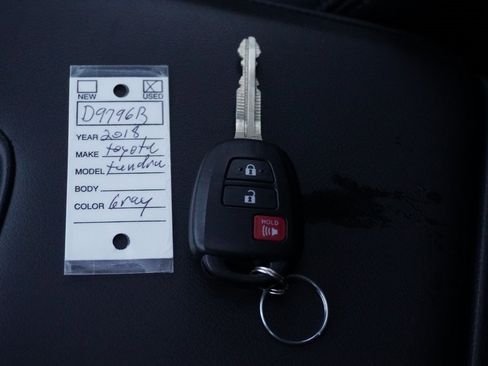 NEW USED
D9796B
YEAR 2018
MAKE toyota
MODEL tundra
BODY
COLOR Gray
HOLD